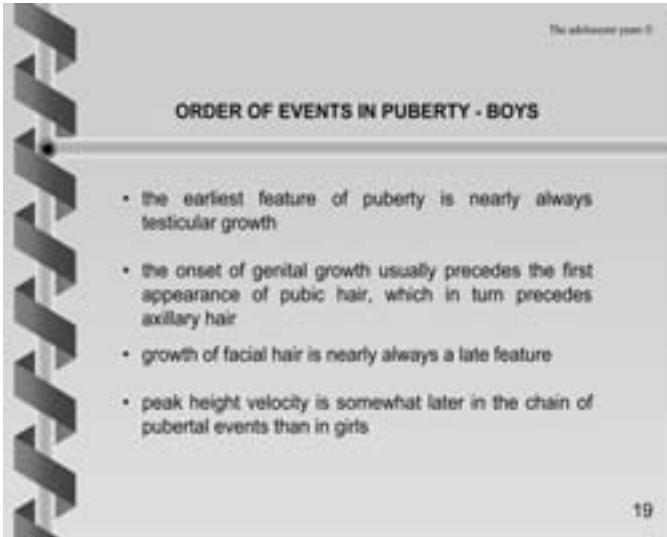 The adolescent years ©
ORDER OF EVENTS IN PUBERTY - BOYS
• the earliest feature of puberty is nearly always
testicular growth
• the onset of genital growth usually precedes the first
appearance of pubic hair, which in turn precedes
axillary hair
• growth of facial hair is nearly always a late feature
• peak height velocity is somewhat later in the chain of
pubertal events than in girls
19